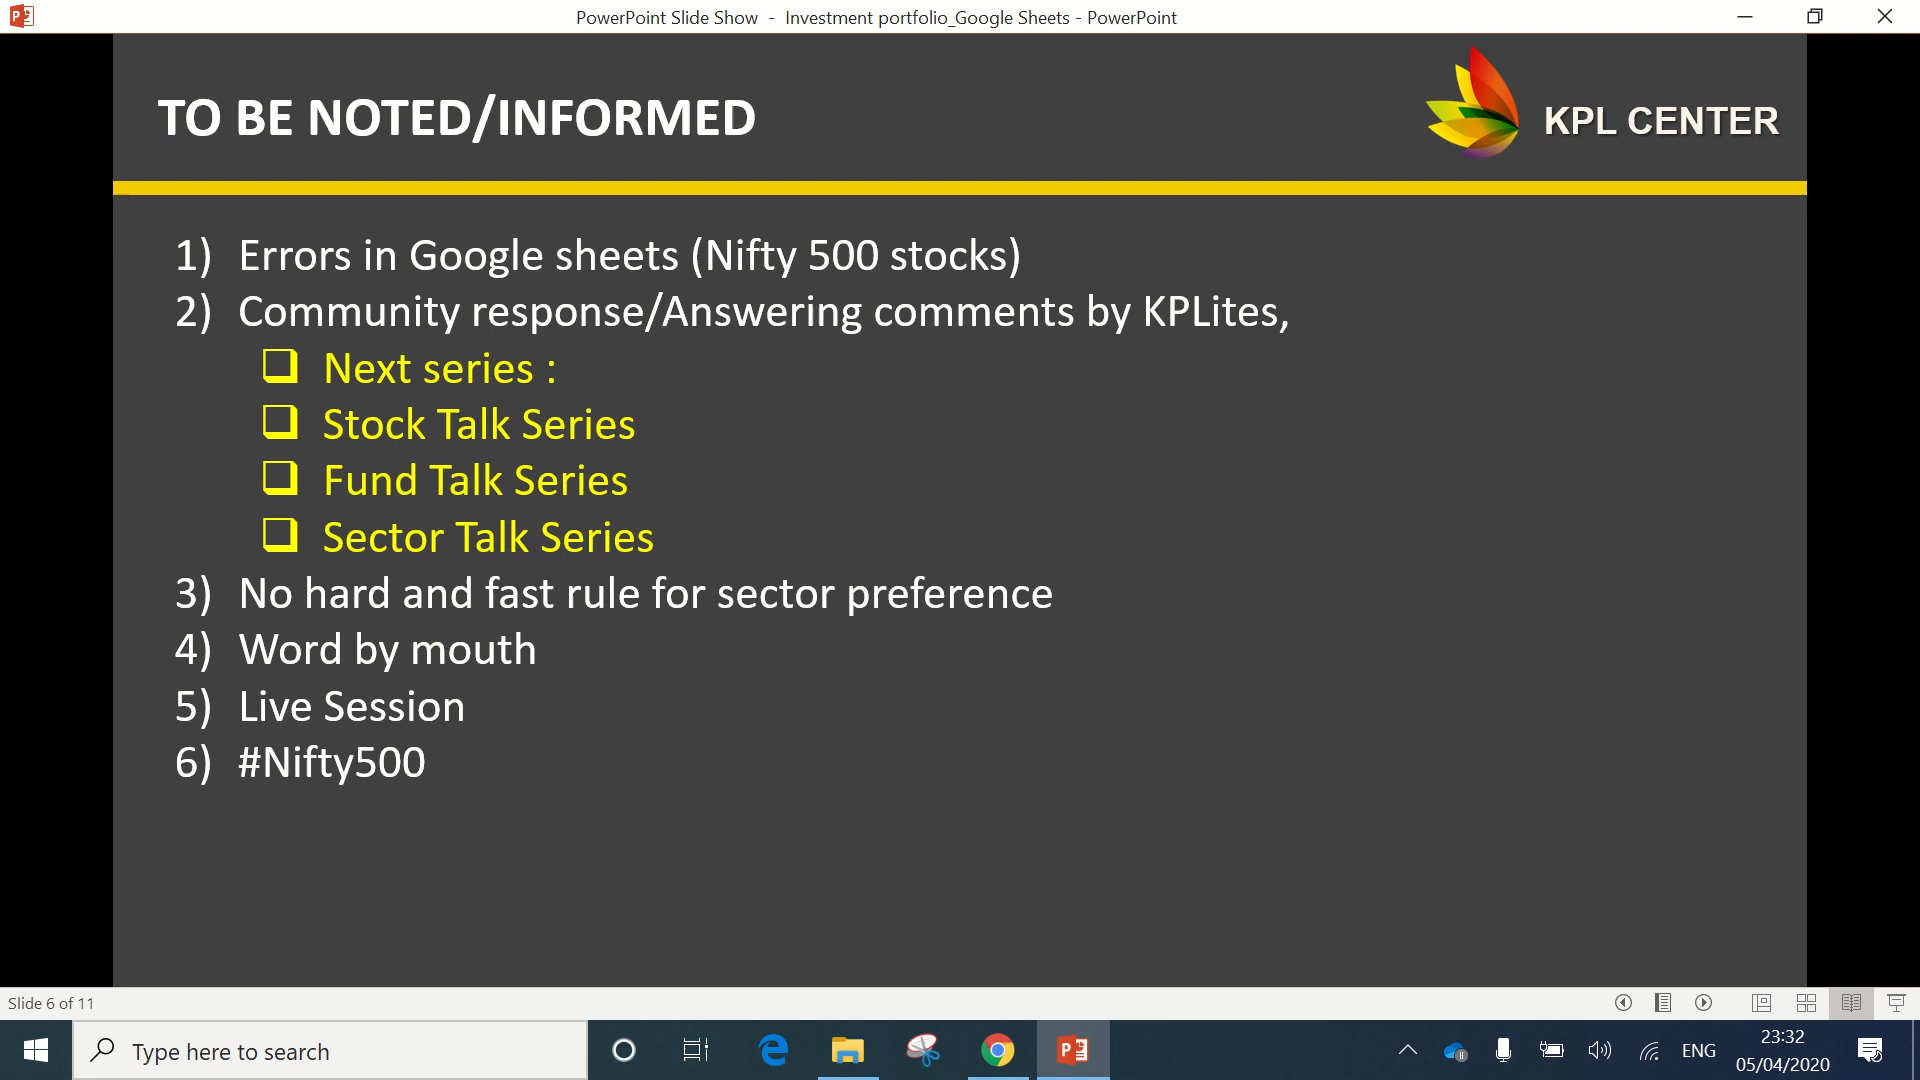 PowerPoint Slide Show - Investment portfolio_Google Sheets - PowerPoint
TO BE NOTED/INFORMED
KPL CENTER
1) Errors in Google sheets (Nifty 500 stocks)
2) Community response/Answering comments by KPLites,
Next series :
Stock Talk Series
Fund Talk Series
Sector Talk Series
3) No hard and fast rule for sector preference
4) Word by mouth
5) Live Session
6) #Nifty500
Slide 6 of 11
Type here to search
ENG
23:32
05/04/2020